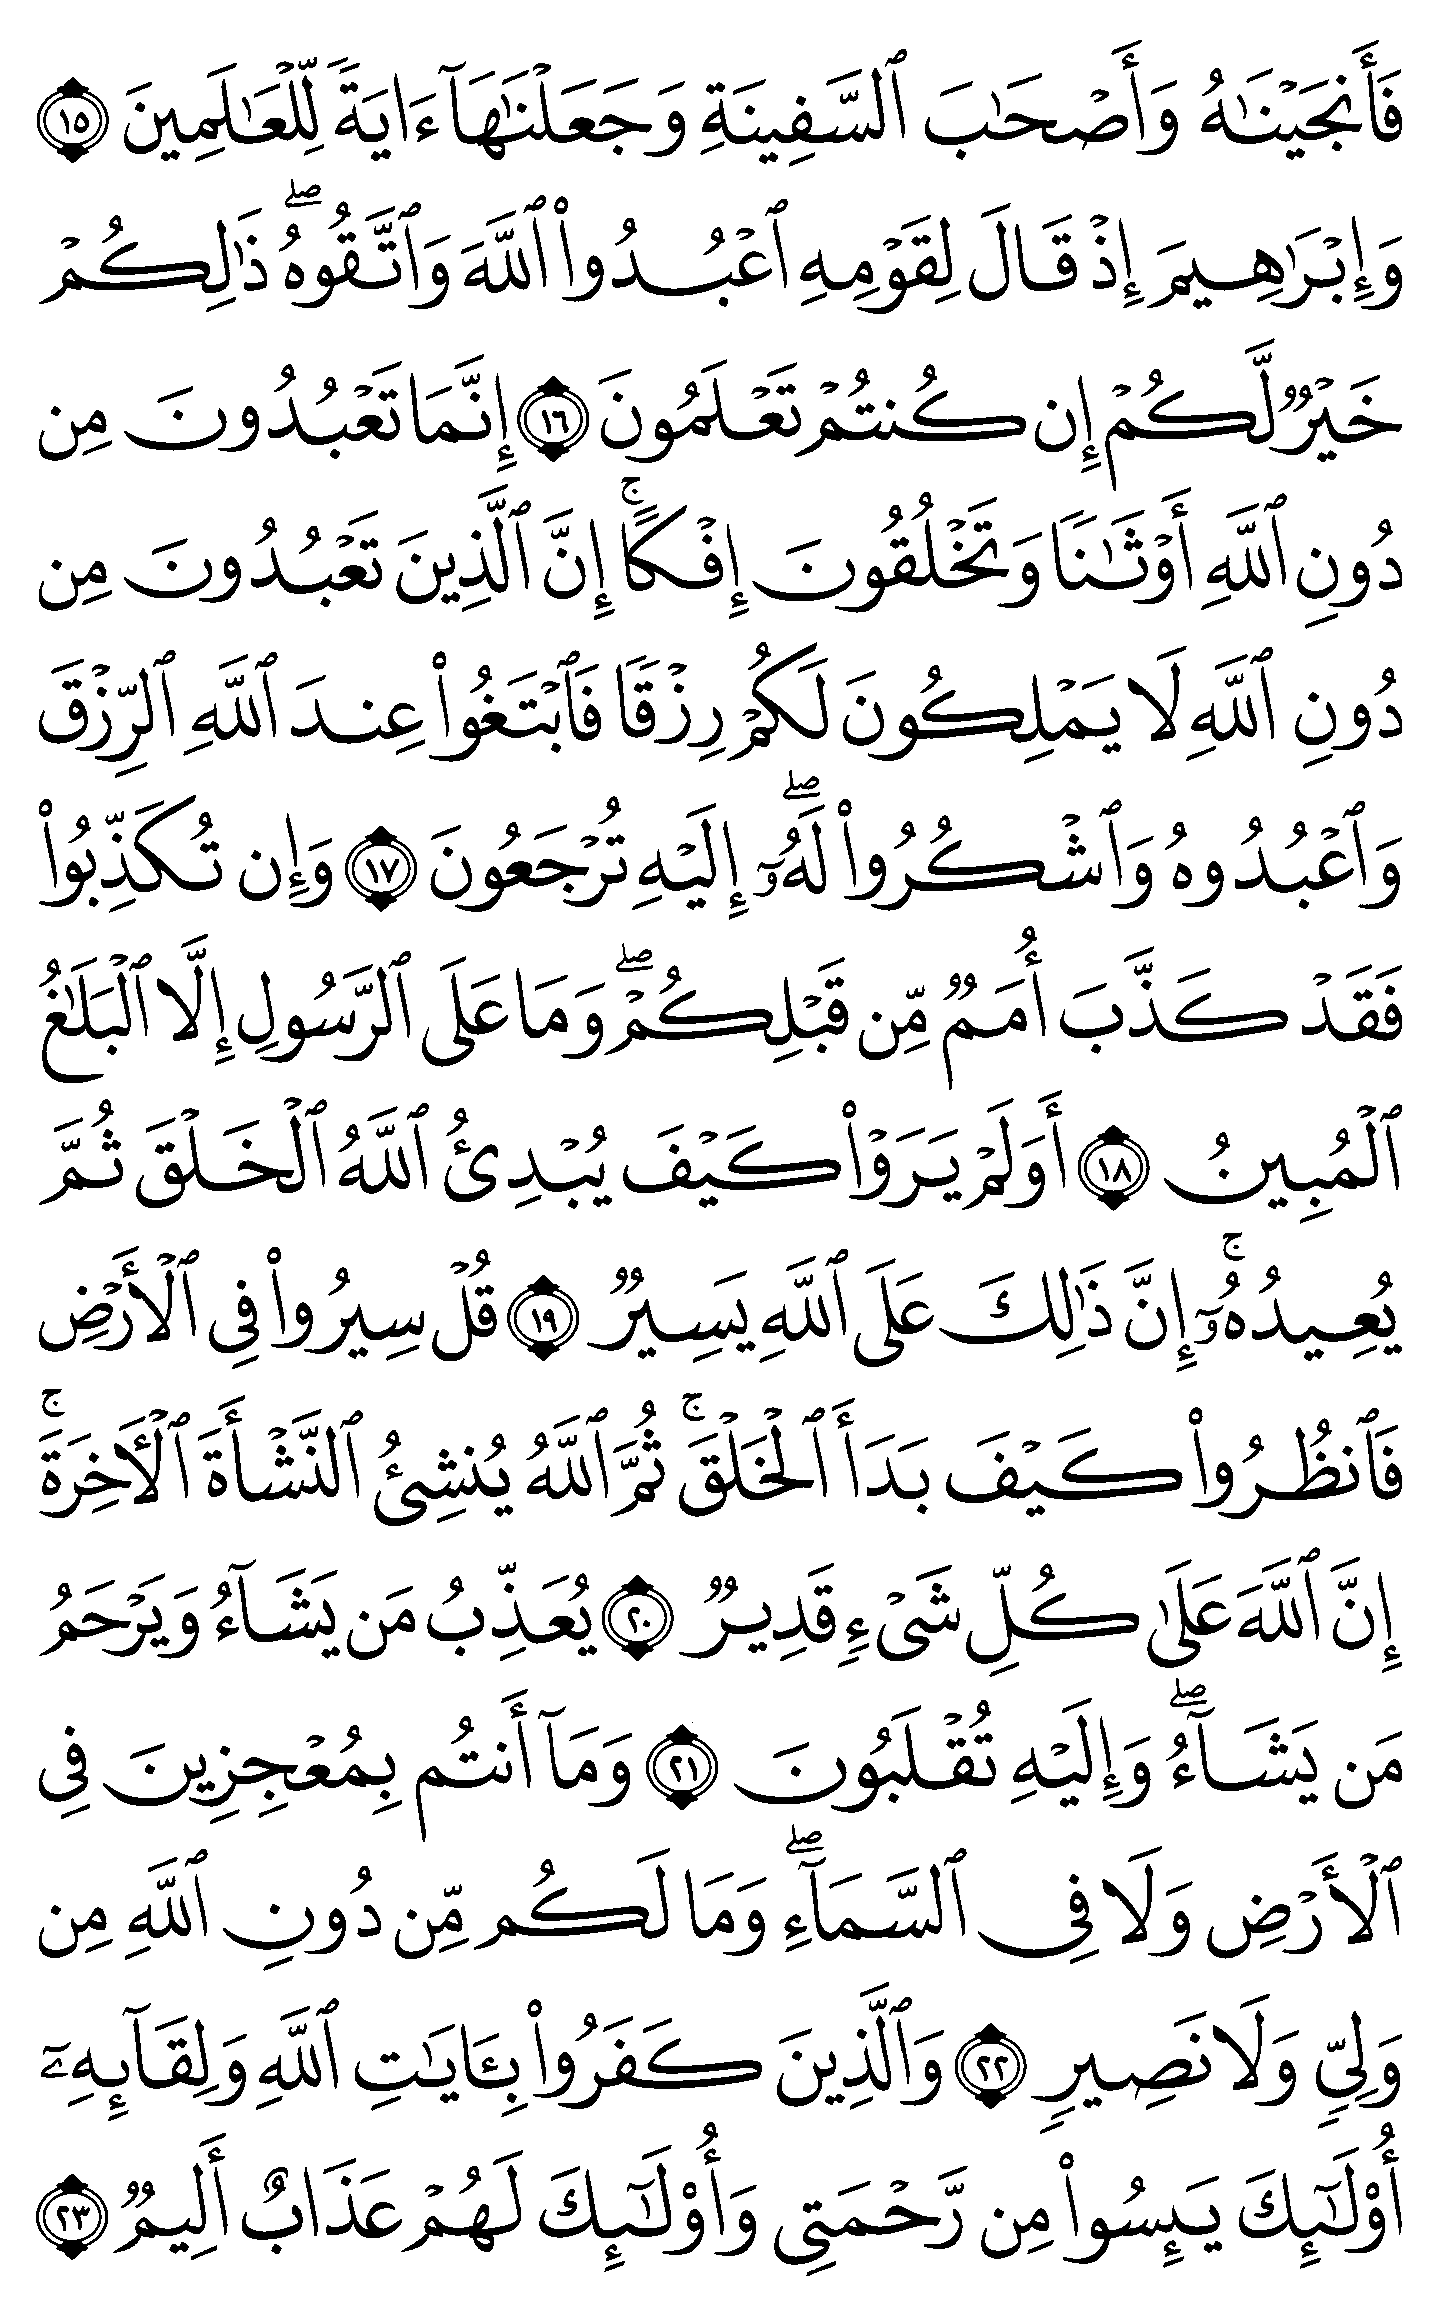 فَأَنجَيۡنَٰهُ وَأَصۡحَٰبَ ٱلسَّفِينَةِ وَجَعَلۡنَٰهَآ ءَايَةٗ لِّلۡعَٰلَمِينَ ١٥
وَإِبۡرَٰهِيمَ إِذۡ قَالَ لِقَوۡمِهِ ٱعۡبُدُواْ ٱللَّهَ وَٱتَّقُوهُۖ ذَٰلِكُمۡ
خَيۡرٞ لَّكُمۡ إِن كُنتُمۡ تَعۡلَمُونَ ١٦ إِنَّمَا تَعۡبُدُونَ مِن
دُونِ ٱللَّهِ أَوۡثَٰنٗا وَتَخۡلُقُونَ إِفۡكًاۚ إِنَّ ٱلَّذِينَ تَعۡبُدُونَ مِن
دُونِ ٱللَّهِ لَا يَمۡلِكُونَ لَكُمۡ رِزۡقٗا فَٱبۡتَغُواْ عِندَ ٱللَّهِ ٱلرِّزۡقَ
وَٱعۡبُدُوهُ وَٱشۡكُرُواْ لَهُۥٓۖ إِلَيۡهِ تُرۡجَعُونَ ١٧ وَإِن تُكَذِّبُواْ
فَقَدۡ كَذَّبَ أُمَمٞ مِّن قَبۡلِكُمۡۖ وَمَا عَلَى ٱلرَّسُولِ إِلَّا ٱلۡبَلَٰغُ
ٱلۡمُبِينُ ١٨ أَوَلَمۡ يَرَوۡاْ كَيۡفَ يُبۡدِئُ ٱللَّهُ ٱلۡخَلۡقَ ثُمَّ
يُعِيدُهُۥٓۚ إِنَّ ذَٰلِكَ عَلَى ٱللَّهِ يَسِيرٞ ١٩ قُلۡ سِيرُواْ فِي ٱلۡأَرۡضِ
فَٱنظُرُواْ كَيۡفَ بَدَأَ ٱلۡخَلۡقَۚ ثُمَّ ٱللَّهُ يُنشِئُ ٱلنَّشۡأَةَ ٱلۡأٓخِرَةَۚ
إِنَّ ٱللَّهَ عَلَىٰ كُلِّ شَيۡءٖ قَدِيرٞ ٢٠ يُعَذِّبُ مَن يَشَآءُ وَيَرۡحَمُ
مَن يَشَآءُۖ وَإِلَيۡهِ تُقۡلَبُونَ ٢١ وَمَآ أَنتُم بِمُعۡجِزِينَ فِي
ٱلۡأَرۡضِ وَلَا فِي ٱلسَّمَآءِۖ وَمَا لَكُم مِّن دُونِ ٱللَّهِ مِن
وَلِيّٖ وَلَا نَصِيرٖ ٢٢ وَٱلَّذِينَ كَفَرُواْ بِـَٔايَٰتِ ٱللَّهِ وَلِقَآئِهِۦٓ
أُوْلَٰٓئِكَ يَئِسُواْ مِن رَّحۡمَتِي وَأُوْلَٰٓئِكَ لَهُمۡ عَذَابٌ أَلِيمٞ ٢٣